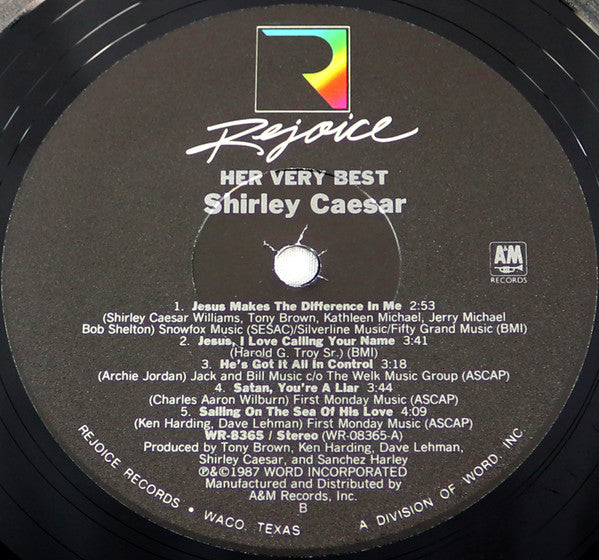 R
Rejoice
HER VERY BEST
Shirley Caesar
A&M
RECORDS
1. Jesus Makes The Difference In Me 2:53
(Shirley Caesar Williams, Tony Brown, Kathleen Michael, Jerry Michael
Bob Shelton) Snowfox Music (SESAC)/Silverline Music/Fifty Grand Music (BMI)
2. Jesus, I Love Calling Your Name 3:41
(Harold G. Troy Sr.) (BMI)
3. He's Got It All In Control 3:18
(Archie Jordan) Jack and Bill Music c/o The Welk Music Group (ASCAP)
4. Satan, You're A Liar 3:44
(Charles Aaron Wilburn) First Monday Music (ASCAP)
5. Sailing On The Sea Of His Love 4:09
(Ken Harding, Dave Lehman) First Monday Music (ASCAP)
WR-8365 / Stereo (WR-08365-A)
Produced by Tony Brown, Ken Harding, Dave Lehman,
Shirley Caesar, and Sanchez Harley
℗&©1987 WORD INCORPORATED
Manufactured and Distributed by
A&M Records, Inc.
B
REJOICE RECORDS • WACO, TEXAS A DIVISION OF WORD, INC.